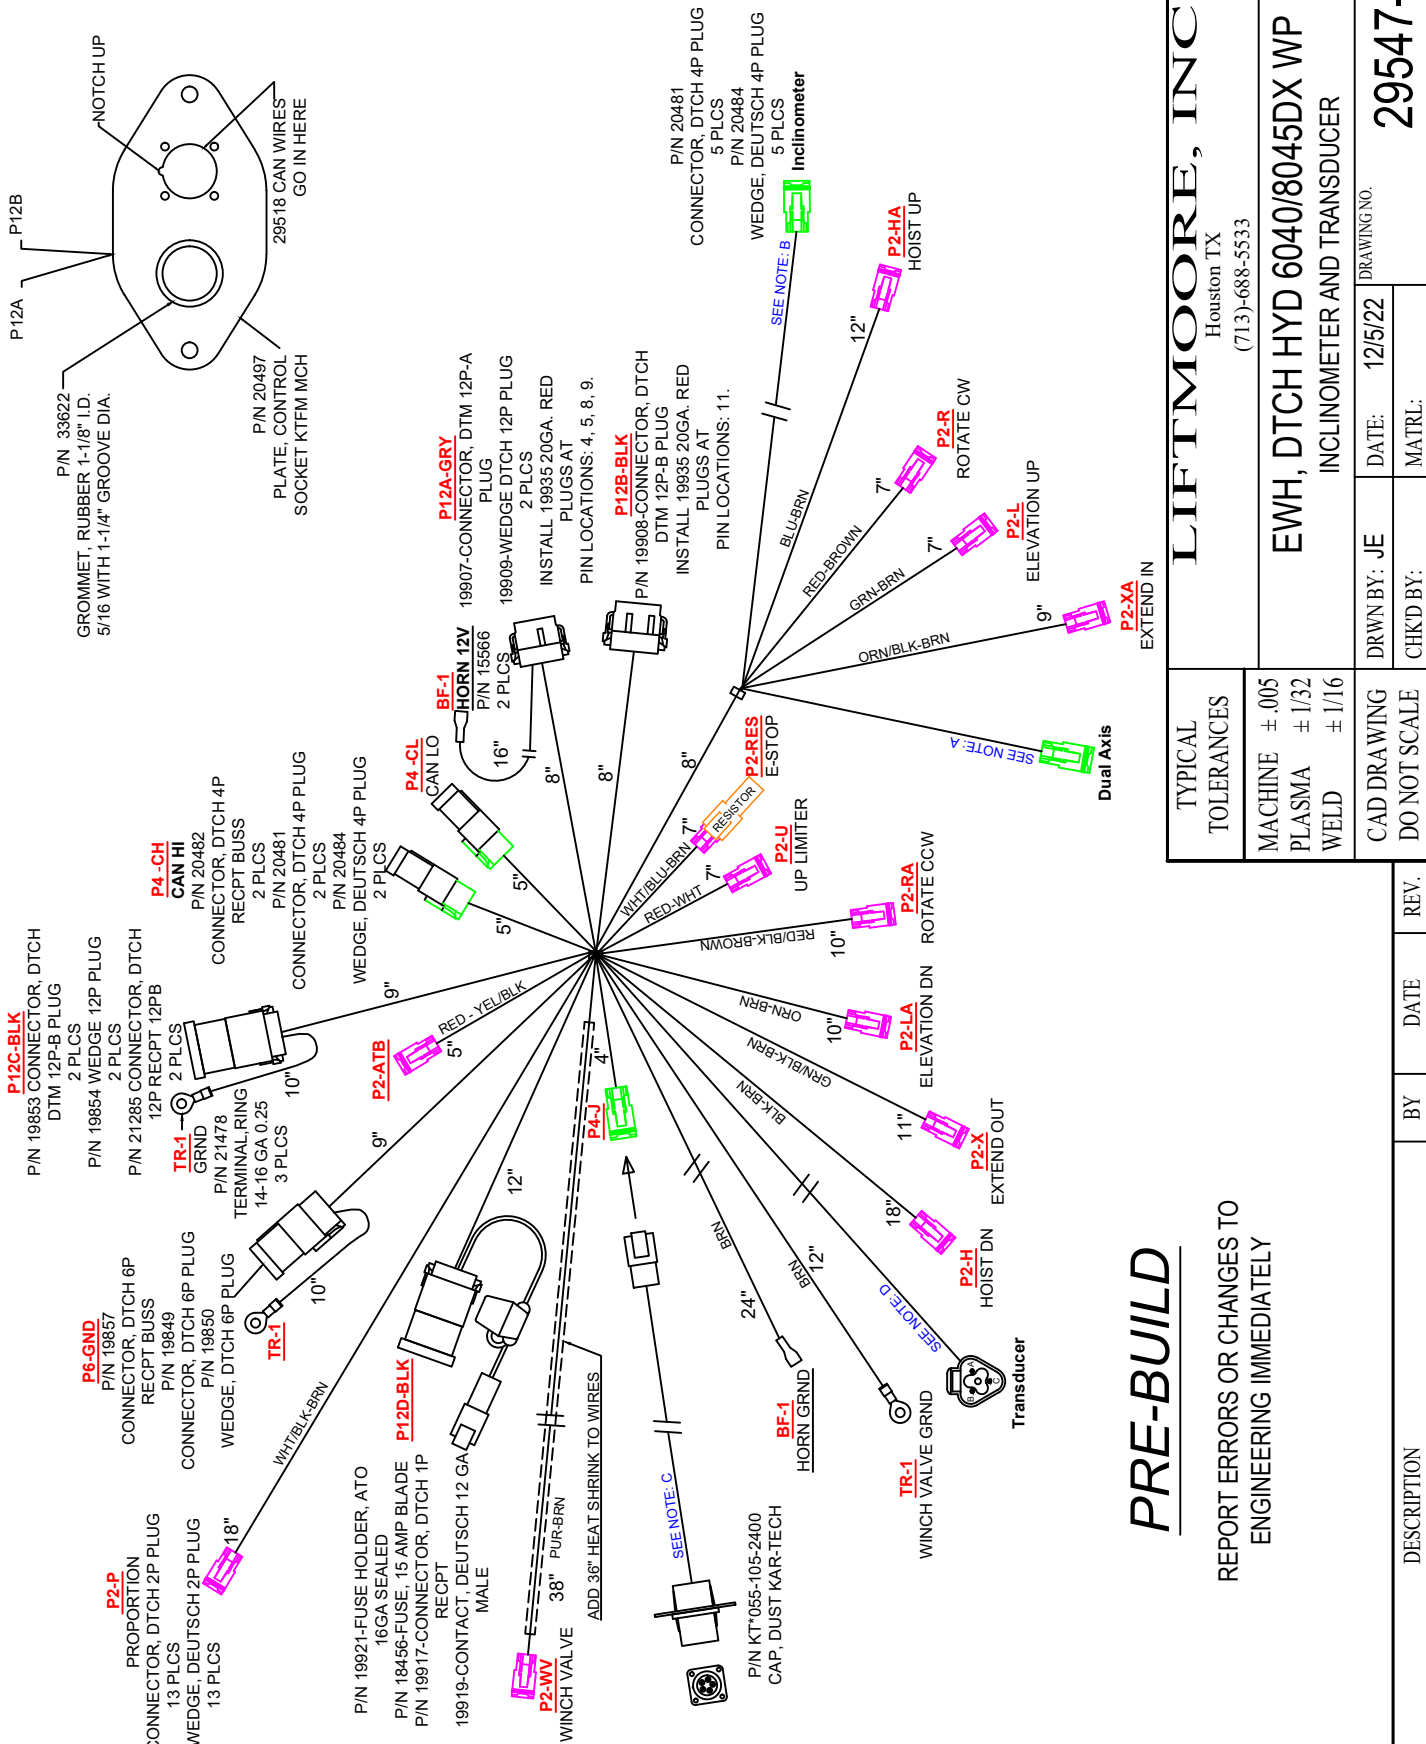 P/N 33622
GROMMET, RUBBER 1-1/8" I.D.
5/16 WITH 1-1/4" GROOVE DIA.
P12A
P12B
NOTCH UP
29518 CAN WIRES
GO IN HERE
P/N 20497
PLATE, CONTROL
SOCKET KTFM MCH
P12C-BLK
P/N 19853 CONNECTOR, DTCH
DTM 12P-B PLUG
2 PLCS
P/N 19854 WEDGE 12P PLUG
2 PLCS
P/N 21285 CONNECTOR, DTCH
12P RECPT 12PB
2 PLCS
TR-1
GRND
P/N 21478
TERMINAL,RING
14-16 GA 0.25
3 PLCS
10"
9"
P4 -CH
CAN HI
P/N 20482
CONNECTOR, DTCH 4P
RECPT BUSS
2 PLCS
P/N 20481
CONNECTOR, DTCH 4P PLUG
2 PLCS
P/N 20484
WEDGE, DEUTSCH 4P PLUG
2 PLCS
5"
P4 -CL
CAN LO
5"
BF-1
HORN 12V
P/N 15566
2 PLCS
16"
P12A-GRY
19907-CONNECTOR, DTM 12P-A
PLUG
19909-WEDGE DTCH 12P PLUG
2 PLCS
INSTALL 19935 20GA. RED
PLUGS AT
PIN LOCATIONS: 4, 5, 8, 9.
8"
P12B-BLK
P/N 19908-CONNECTOR, DTCH
DTM 12P-B PLUG
INSTALL 19935 20GA. RED
PLUGS AT
PIN LOCATIONS: 11.
8"
P/N 20481
CONNECTOR, DTCH 4P PLUG
5 PLCS
P/N 20484
WEDGE, DEUTSCH 4P PLUG
5 PLCS
Inclinometer
SEE NOTE: B
P2-HA
HOIST UP
12"
BLU-BRN
P2-R
ROTATE CW
7"
RED-BROWN
P2-L
ELEVATION UP
7"
GRN-BRN
P2-XA
EXTEND IN
9"
ORN/BLK-BRN
Dual Axis
SEE NOTE: A
8"
P2-RES
E-STOP
RESISTOR
7"
WHT/BLU-BRN
P2-U
UP LIMITER
7"
RED-WHT
P2-RA
ROTATE CCW
10"
RED/BLK-BROWN
P2-LA
ELEVATION DN
10"
ORN-BRN
P2-X
EXTEND OUT
11"
GRN/BLK-BRN
P2-H
HOIST DN
18"
BLK-BRN
Transducer
A
B
C
SEE NOTE: D
TR-1
WINCH VALVE GRND
12"
BRN
BF-1
HORN GRND
24"
BRN
P4-J
4"
SEE NOTE: C
P/N KT*055-105-2400
CAP, DUST KAR-TECH
P2-WV
WINCH VALVE
38"
PUR-BRN
ADD 36" HEAT SHRINK TO WIRES
P12D-BLK
12"
P/N 19921-FUSE HOLDER, ATO
16GA SEALED
P/N 18456-FUSE, 15 AMP BLADE
P/N 19917-CONNECTOR, DTCH 1P
RECPT
19919-CONTACT, DEUTSCH 12 GA
MALE
P2-P
PROPORTION
CONNECTOR, DTCH 2P PLUG
13 PLCS
WEDGE, DEUTSCH 2P PLUG
13 PLCS
18"
WHT/BLK-BRN
P6-GND
P/N 19857
CONNECTOR, DTCH 6P
RECPT BUSS
P/N 19849
CONNECTOR, DTCH 6P PLUG
P/N 19850
WEDGE, DTCH 6P PLUG
TR-1
10"
9"
P2-ATB
5"
RED - YEL/BLK
PRE-BUILD
REPORT ERRORS OR CHANGES TO
ENGINEERING IMMEDIATELY
DESCRIPTION
BY
DATE
REV.
TYPICAL
TOLERANCES
MACHINE ± .005
PLASMA ± 1/32
WELD ± 1/16
CAD DRAWING
DO NOT SCALE
LIFTMOORE, INC
Houston TX
(713)-688-5533
EWH, DTCH HYD 6040/8045DX WP
INCLINOMETER AND TRANSDUCER
DRWN BY: JE
DATE: 12/5/22
DRAWING NO.
29547-
CHK'D BY:
MATRL: